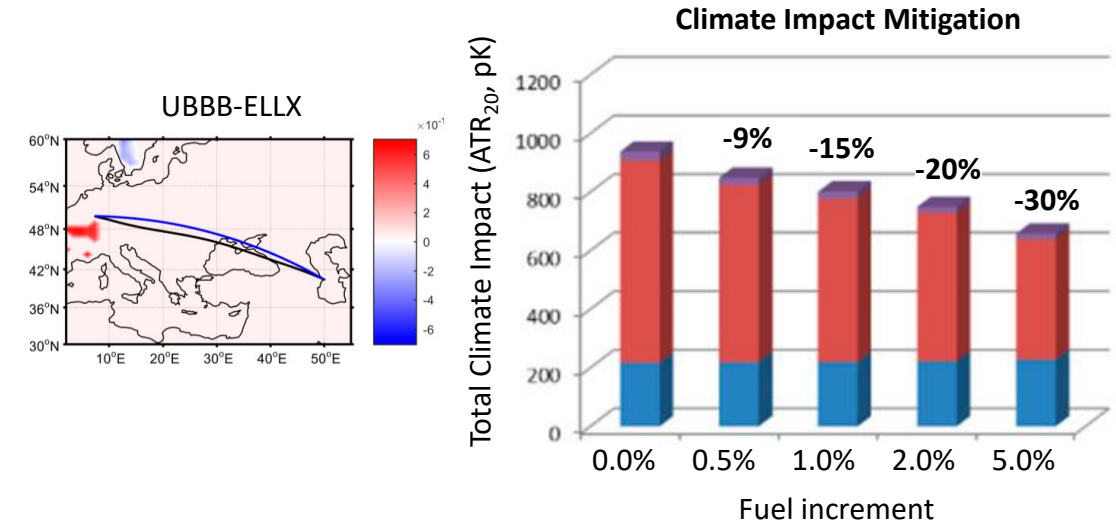 Climate Impact Mitigation
UBBB-ELLX
×10⁻¹
60°N
54°N
48°N
42°N
36°N
30°N
10°E 20°E 30°E 40°E 50°E
6
4
2
0
-2
-4
-6
Total Climate Impact (ATR₂₀, pK)
1200
1000
800
600
400
200
0
-9%
-15%
-20%
-30%
0.0% 0.5% 1.0% 2.0% 5.0%
Fuel increment